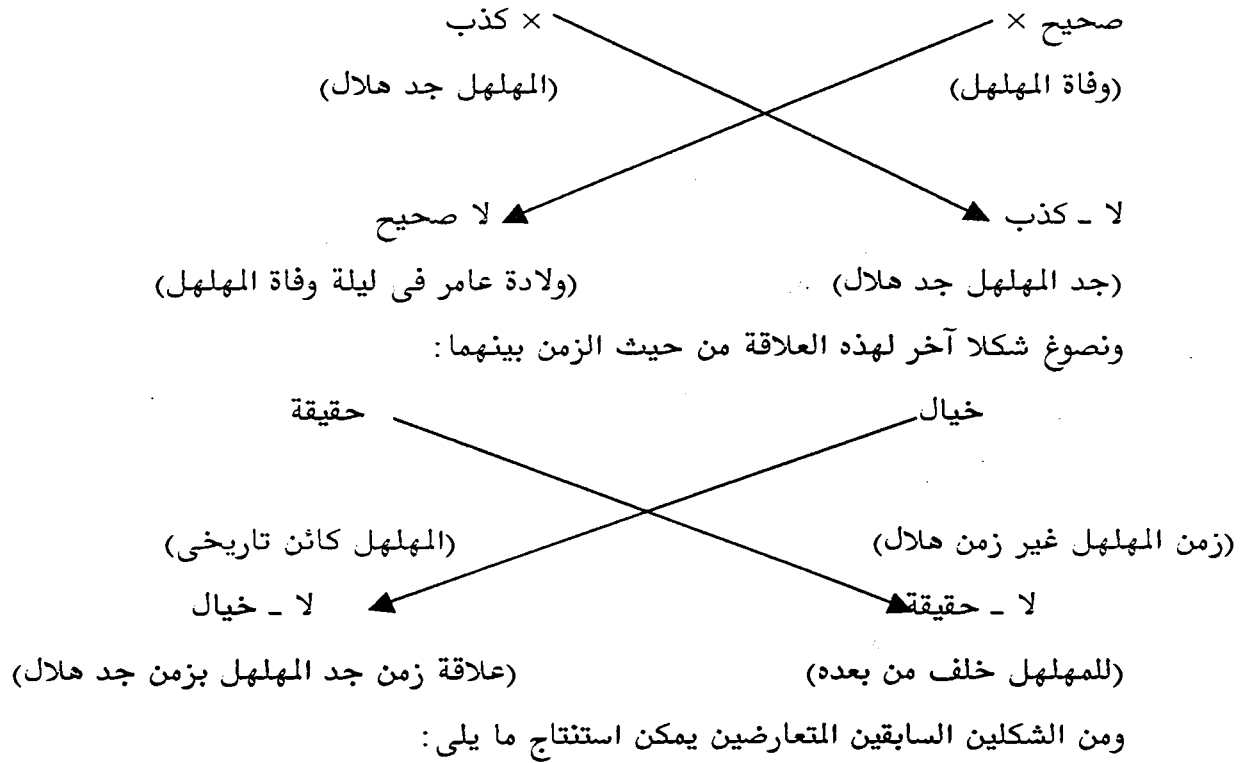 صحيح × × كذب
(وفاة المهلهل) (المهلهل جد هلال)
لا ـ كذب لا صحيح
(جد المهلهل جد هلال) (ولادة عامر فى ليلة وفاة المهلهل)
ونصوغ شكلا آخر لهذه العلاقة من حيث الزمن بينهما:
خيال حقيقة
(زمن المهلهل غير زمن هلال) (المهلهل كائن تاريخى)
لا ـ حقيقة لا ـ خيال
(للمهلهل خلف من بعده) (علاقة زمن جد المهلهل بزمن جد هلال)
ومن الشكلين السابقين المتعارضين يمكن استنتاج ما يلى: